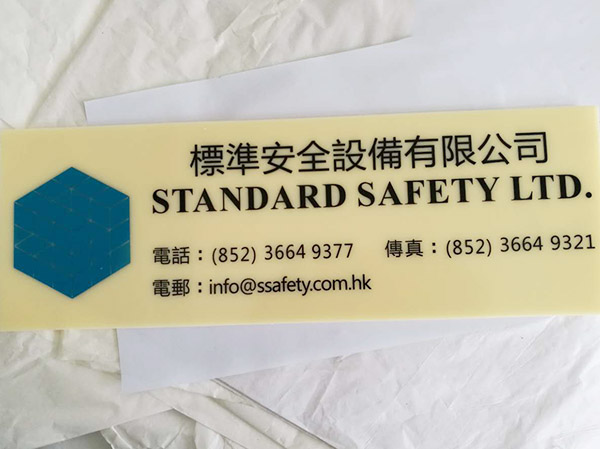 標準安全設備有限公司
STANDARD SAFETY LTD.
電話：(852) 3664 9377 傳真：(852) 3664 9321
電郵：info@ssafety.com.hk